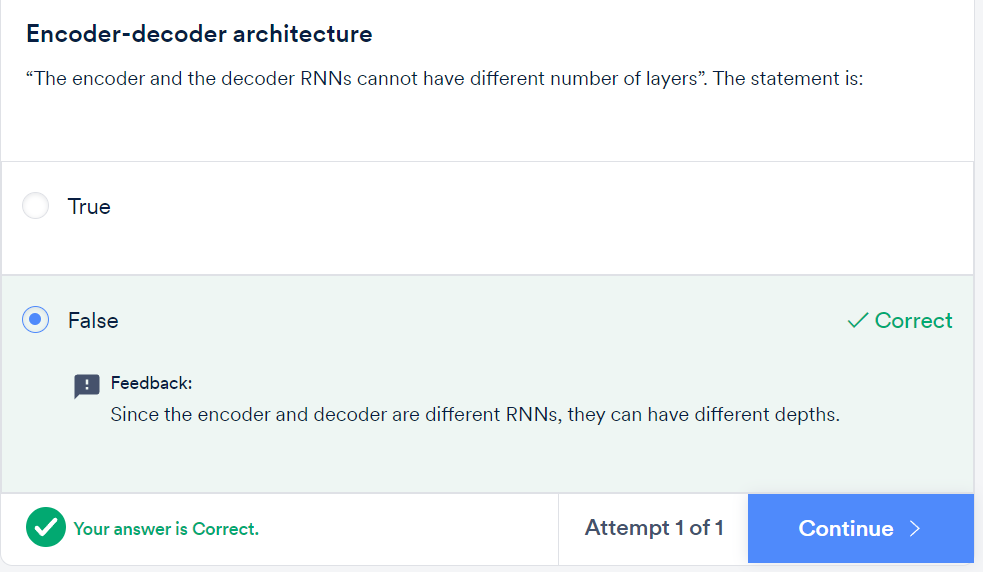 Encoder-decoder architecture
“The encoder and the decoder RNNs cannot have different number of layers”. The statement is:
True
False
Correct
Feedback:
Since the encoder and decoder are different RNNs, they can have different depths.
Your answer is Correct.
Attempt 1 of 1
Continue